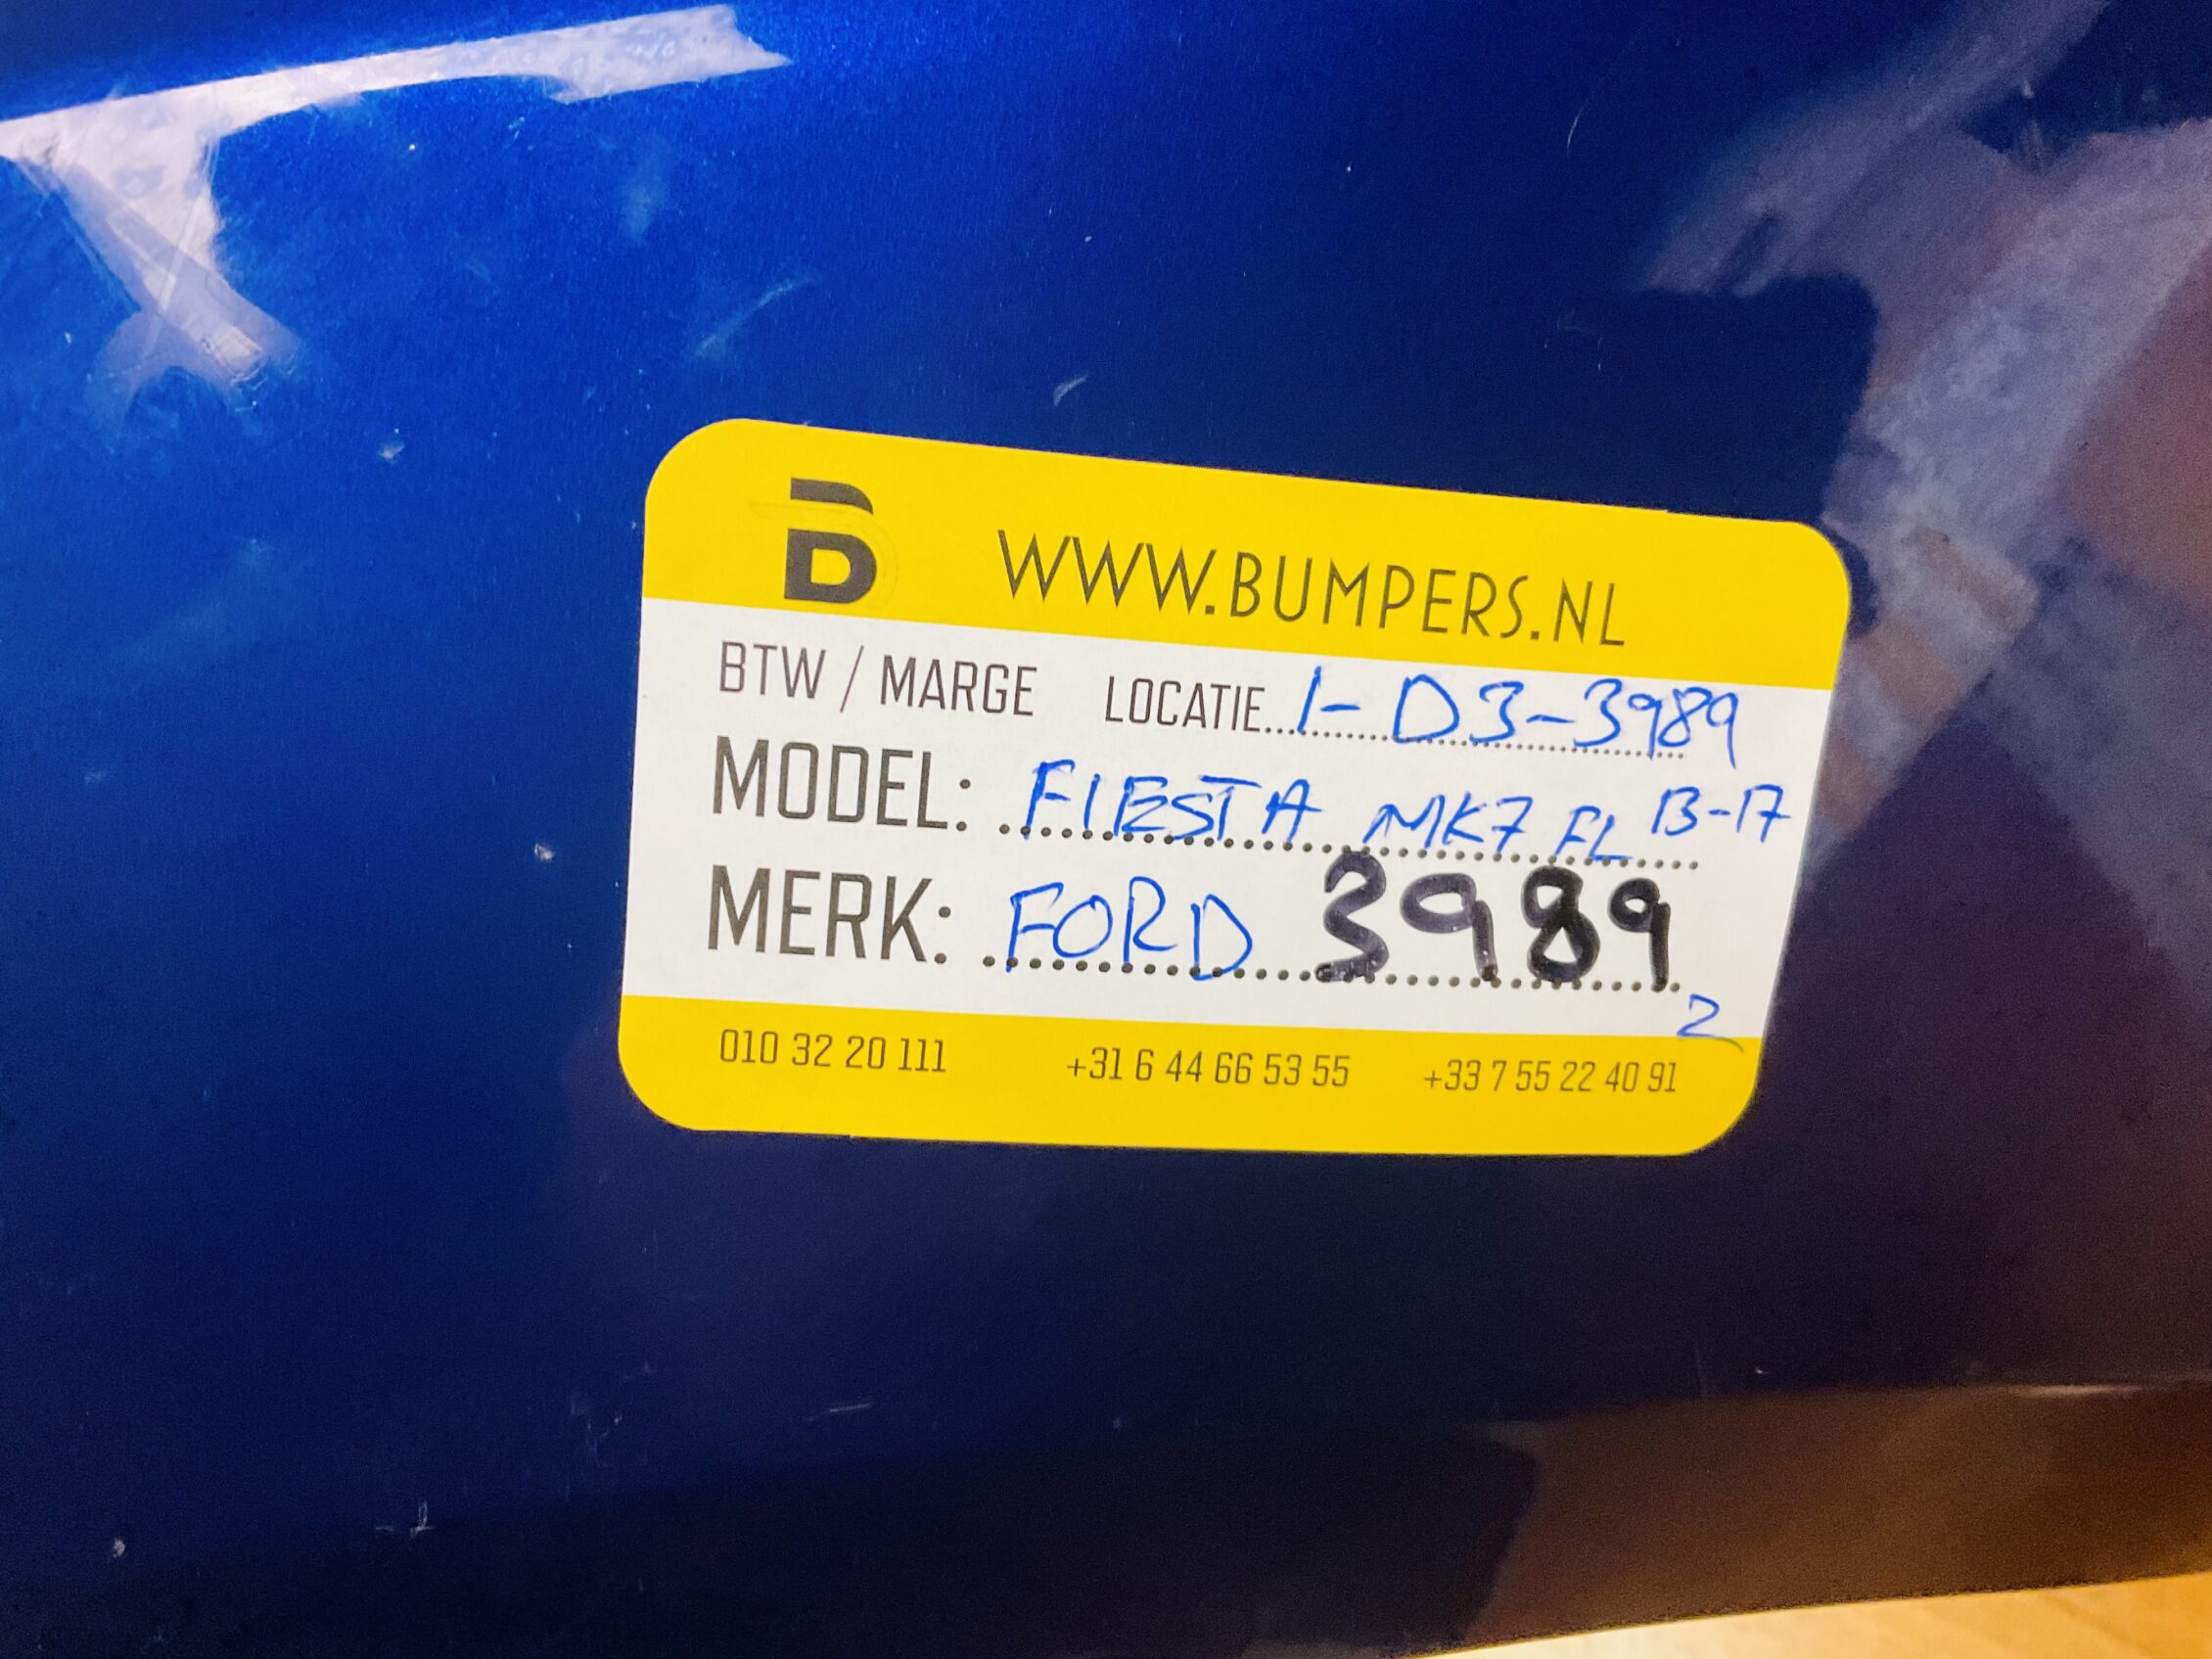 B WWW.BUMPERS.NL
BTW / MARGE LOCATIE...1-D3-3989
MODEL: FIESTA MK7 FL 13-17
MERK: FORD 3989
2
010 32 20 111 +31 6 44 66 53 55 +33 7 55 22 40 91